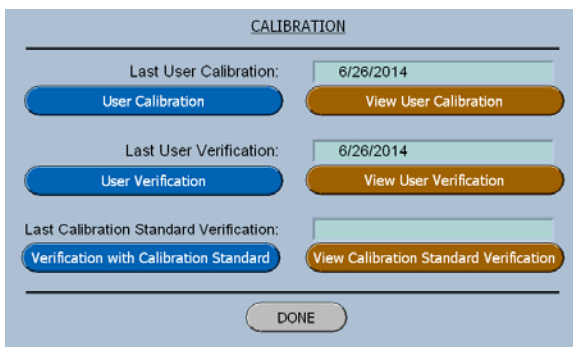 CALIBRATION
Last User Calibration: 6/26/2014
User Calibration View User Calibration
Last User Verification: 6/26/2014
User Verification View User Verification
Last Calibration Standard Verification:
Verification with Calibration Standard View Calibration Standard Verification
DONE